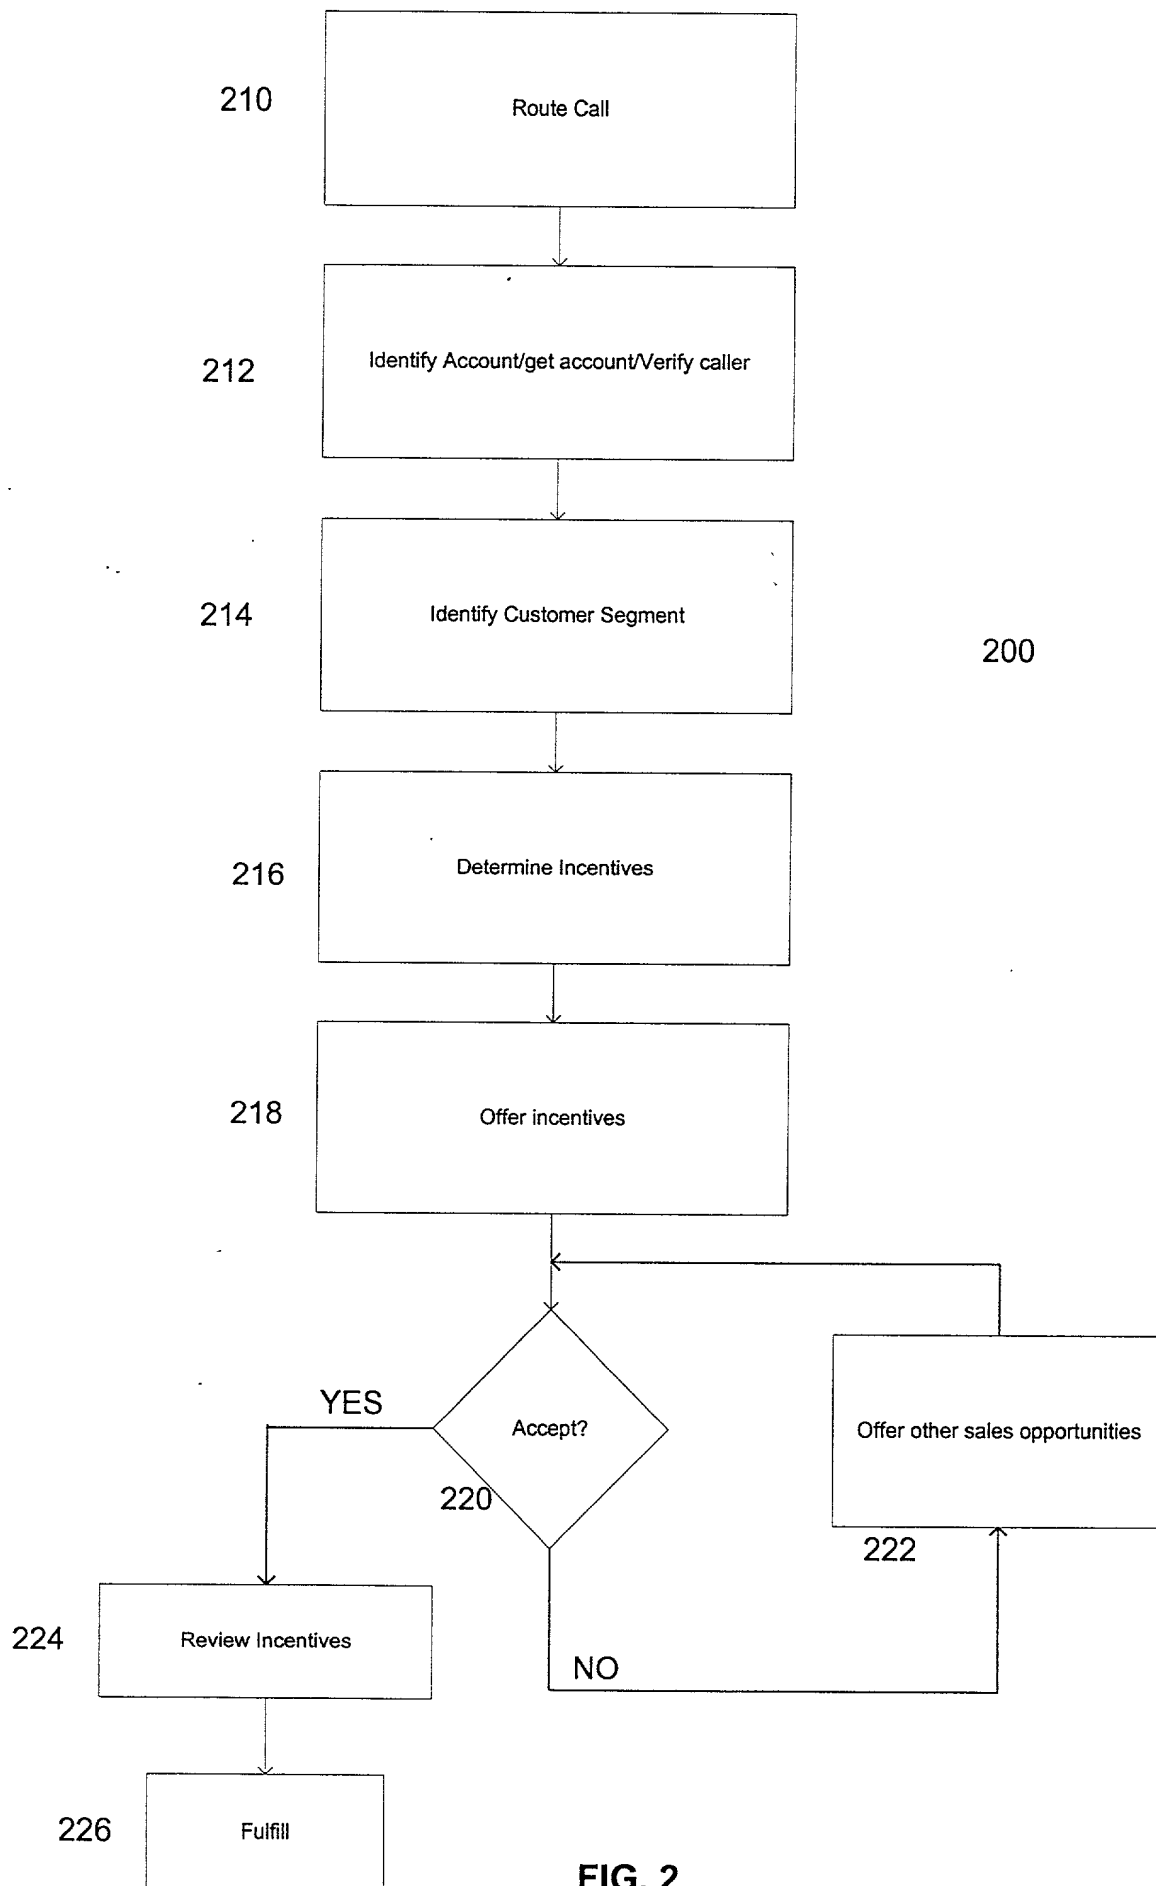 210
Route Call
212
Identify Account/get account/Verify caller
214
Identify Customer Segment
200
216
Determine Incentives
218
Offer incentives
YES
Accept?
Offer other sales opportunities
220
222
224
Review Incentives
NO
226
Fulfill
FIG. 2